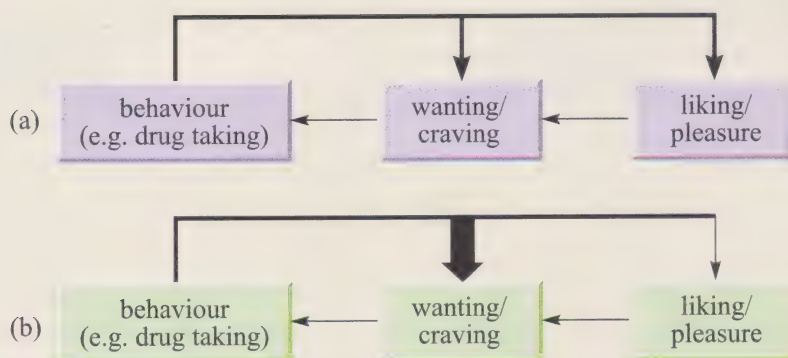 (a)
behaviour
(e.g. drug taking)
wanting/
craving
liking/
pleasure
(b)
behaviour
(e.g. drug taking)
wanting/
craving
liking/
pleasure